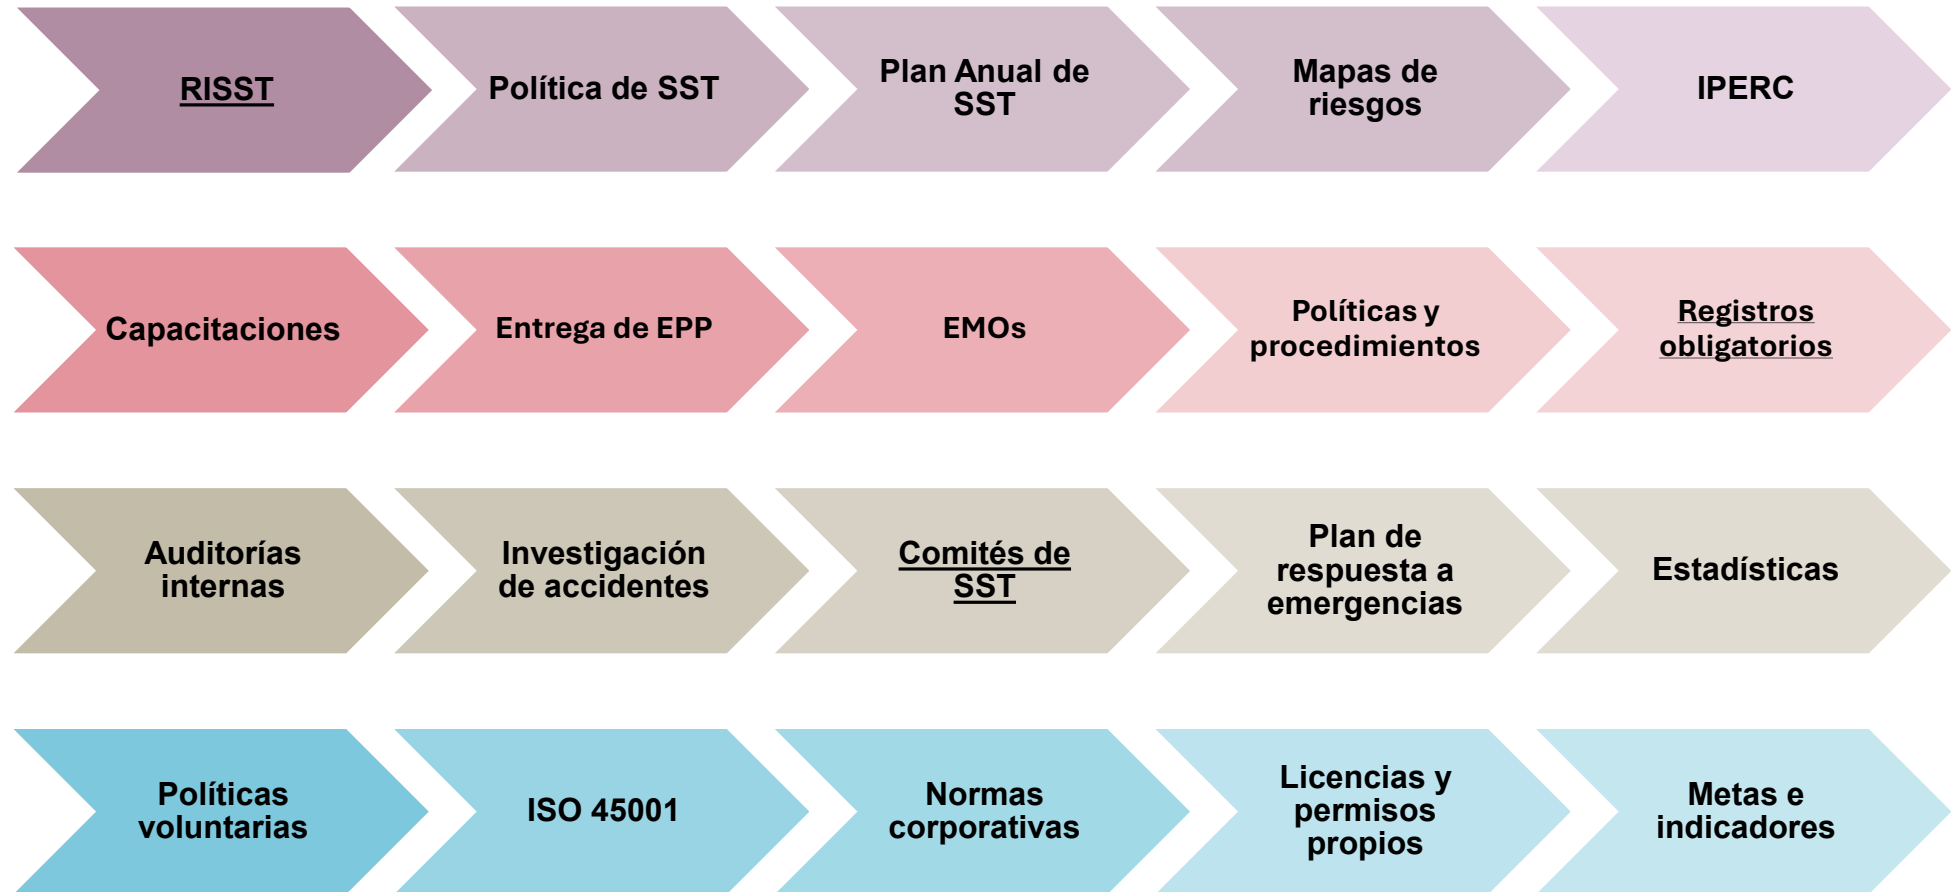 RISST
Política de SST
Plan Anual de
SST
Mapas de
riesgos
IPERC
Capacitaciones
Entrega de EPP
EMOs
Políticas y
procedimientos
Registros
obligatorios
Auditorías
internas
Investigación
de accidentes
Comités de
SST
Plan de
respuesta a
emergencias
Estadísticas
Políticas
voluntarias
ISO 45001
Normas
corporativas
Licencias y
permisos
propios
Metas e
indicadores